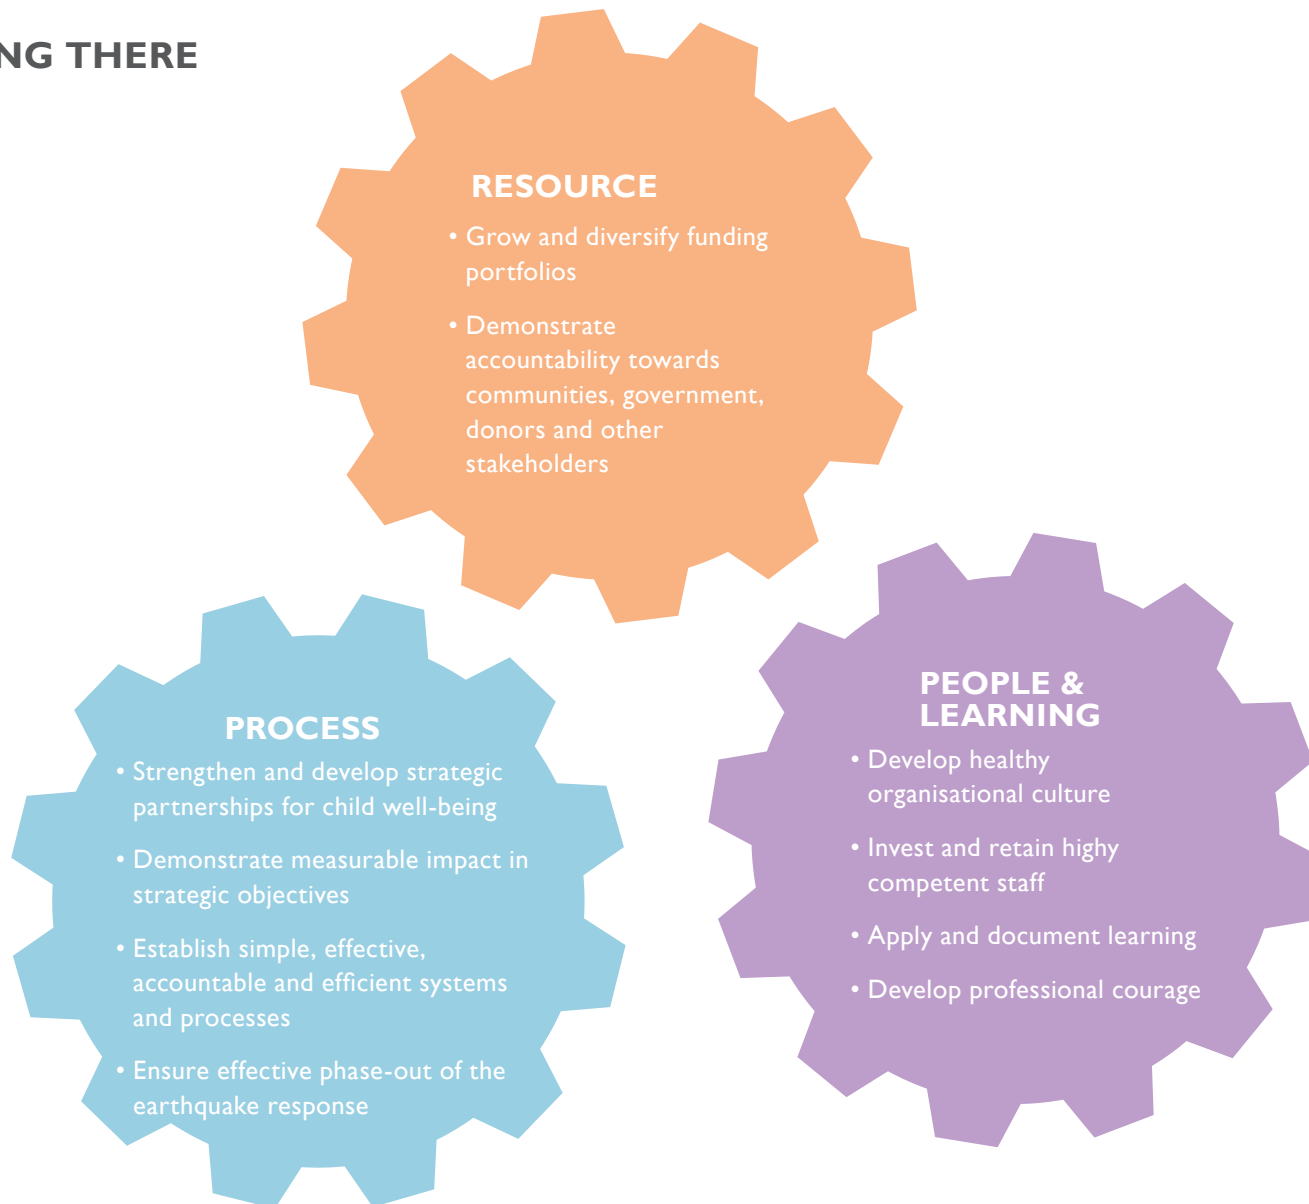 NG THERE
RESOURCE
• Grow and diversify funding
portfolios
• Demonstrate
accountability towards
communities, government,
donors and other
stakeholders
PROCESS
• Strengthen and develop strategic
partnerships for child well-being
• Demonstrate measurable impact in
strategic objectives
• Establish simple, effective,
accountable and efficient systems
and processes
• Ensure effective phase-out of the
earthquake response
PEOPLE &
LEARNING
• Develop healthy
organisational culture
• Invest and retain highy
competent staff
• Apply and document learning
• Develop professional courage